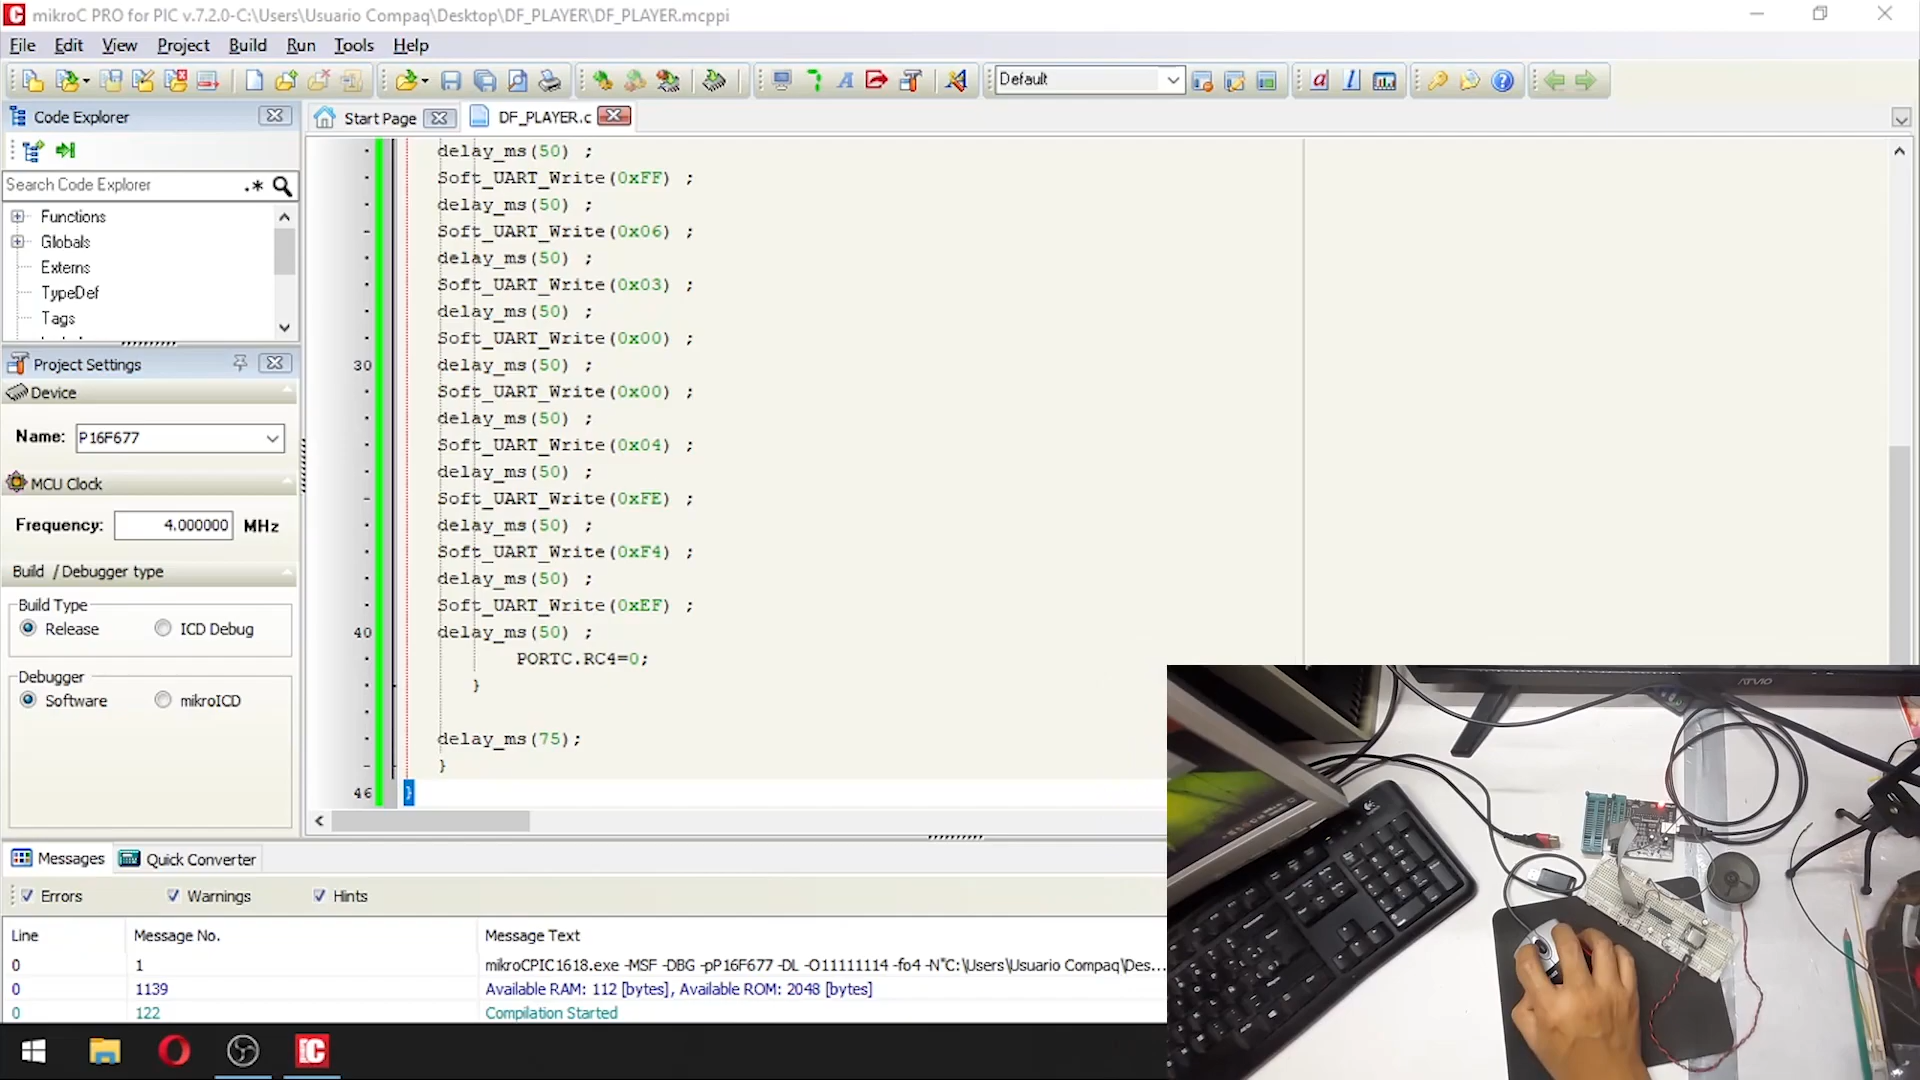 mikroC PRO for PIC v.7.2.0-C:\Users\Usuario Compaq\Desktop\DF_PLAYER\DF_PLAYER.mcppi
File Edit View Project Build Run Tools Help
Default
Code Explorer
Start Page
DF_PLAYER.c
Search Code Explorer
Functions
Globals
Externs
TypeDef
Tags
Project Settings
Device
Name: P16F677
MCU Clock
Frequency: 4.000000 MHz
Build / Debugger type
Build Type
Release ICD Debug
Debugger
Software mikroICD
delay_ms(50) ;
Soft_UART_Write(0xFF) ;
delay_ms(50) ;
Soft_UART_Write(0x06) ;
delay_ms(50) ;
Soft_UART_Write(0x03) ;
delay_ms(50) ;
Soft_UART_Write(0x00) ;
30 delay_ms(50) ;
Soft_UART_Write(0x00) ;
delay_ms(50) ;
Soft_UART_Write(0x04) ;
delay_ms(50) ;
Soft_UART_Write(0xFE) ;
delay_ms(50) ;
Soft_UART_Write(0xF4) ;
delay_ms(50) ;
Soft_UART_Write(0xEF) ;
40 delay_ms(50) ;
PORTC.RC4=0;
}
delay_ms(75);
}
46 }
Messages Quick Converter
Errors Warnings Hints
Line Message No. Message Text
0 1 mikroCPIC1618.exe -MSF -DBG -pP16F677 -DL -O11111114 -fo4 -N"C:\Users\Usuario Compaq\Des...
0 1139 Available RAM: 112 [bytes], Available ROM: 2048 [bytes]
0 122 Compilation Started
ATVIO